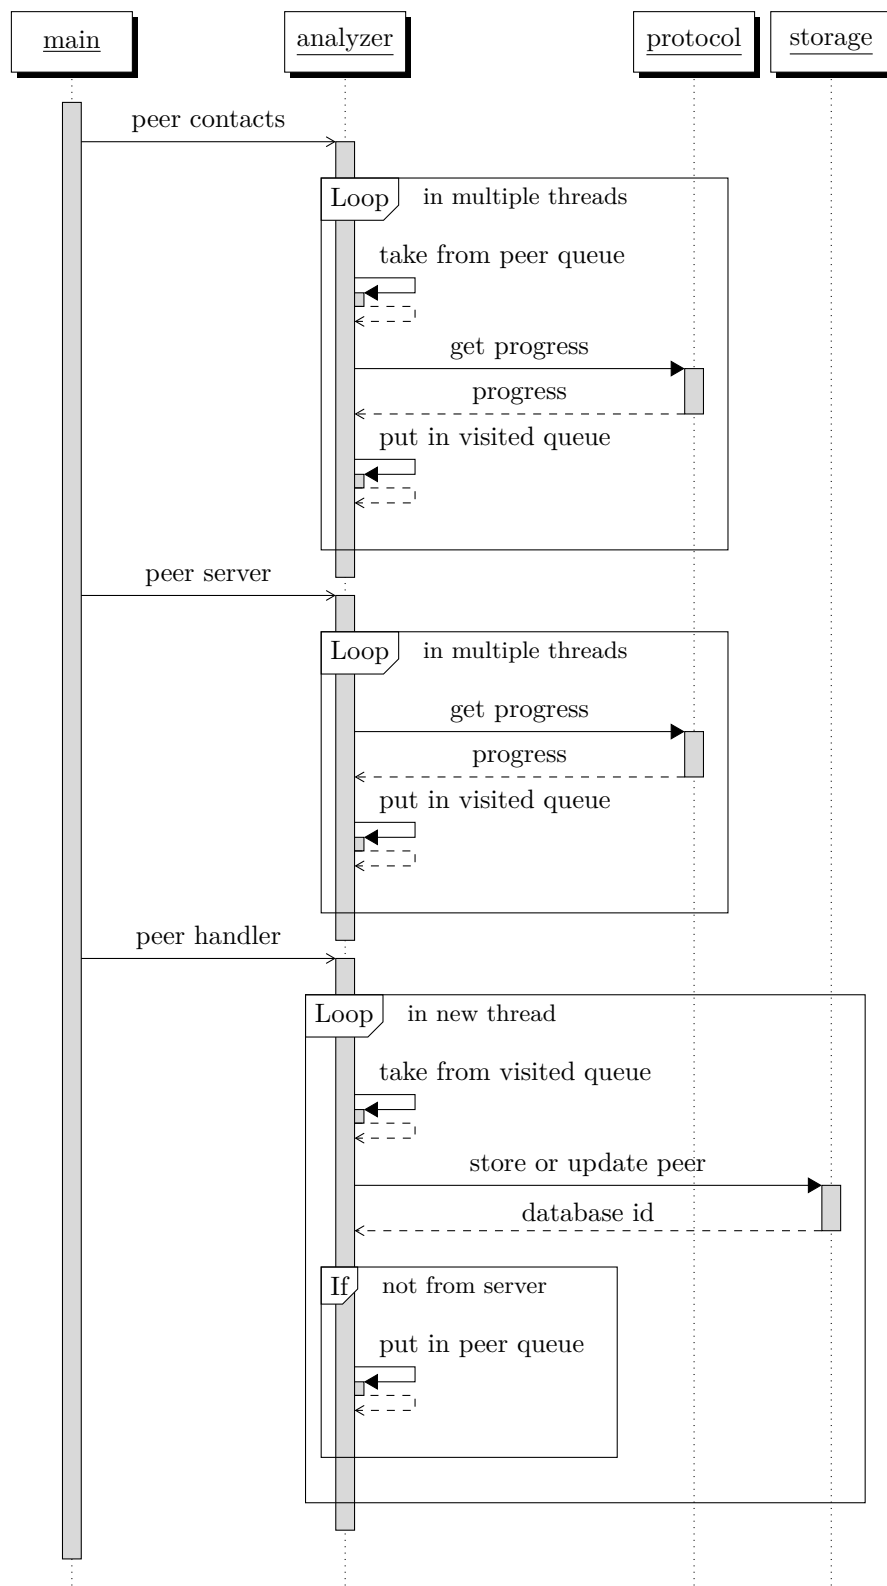 main
analyzer
protocol
storage
peer contacts
Loop
in multiple threads
take from peer queue
get progress
progress
put in visited queue
peer server
Loop
in multiple threads
get progress
progress
put in visited queue
peer handler
Loop
in new thread
take from visited queue
store or update peer
database id
If
not from server
put in peer queue